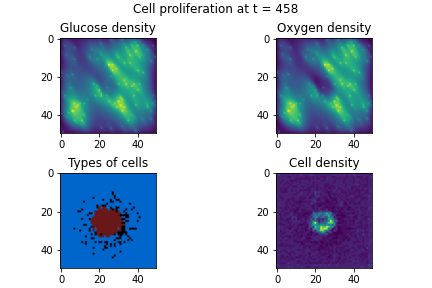 Cell proliferation at t = 458
Glucose density Oxygen density
0 0
20 20
40 40
0 20 40 0 20 40
Types of cells Cell density
0 0
20 20
40 40
0 20 40 0 20 40